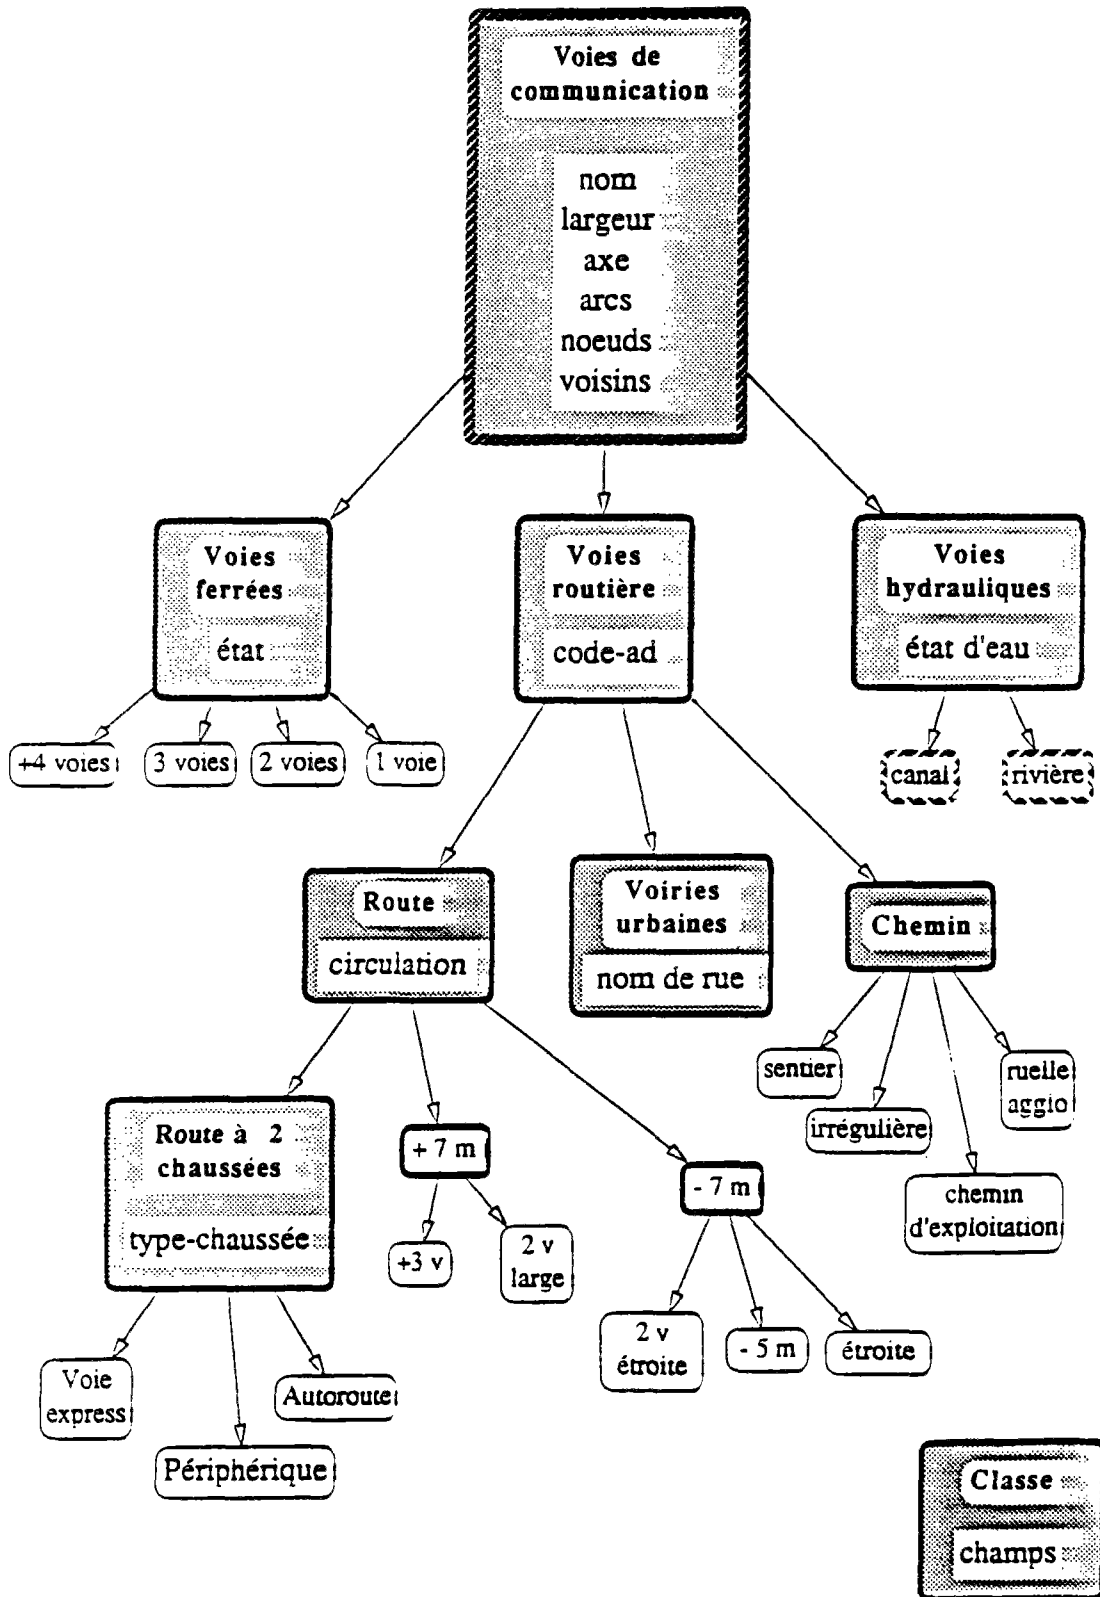 Voies de
communication
nom
largeur
axe
arcs
noeuds
voisins
Voies
ferrées
état
Voies
routière
code-ad
Voies
hydrauliques
état d'eau
+4 voies
3 voies
2 voies
1 voie
canal
rivière
Route
circulation
Voiries
urbaines
nom de rue
Chemin
sentier
irrégulière
chemin
d'exploitation
ruelle
agglo
Route à 2
chaussées
type-chaussée
+ 7 m
- 7 m
+3 v
2 v
large
2 v
étroite
- 5 m
étroite
Voie
express
Périphérique
Autoroute
Classe
champs